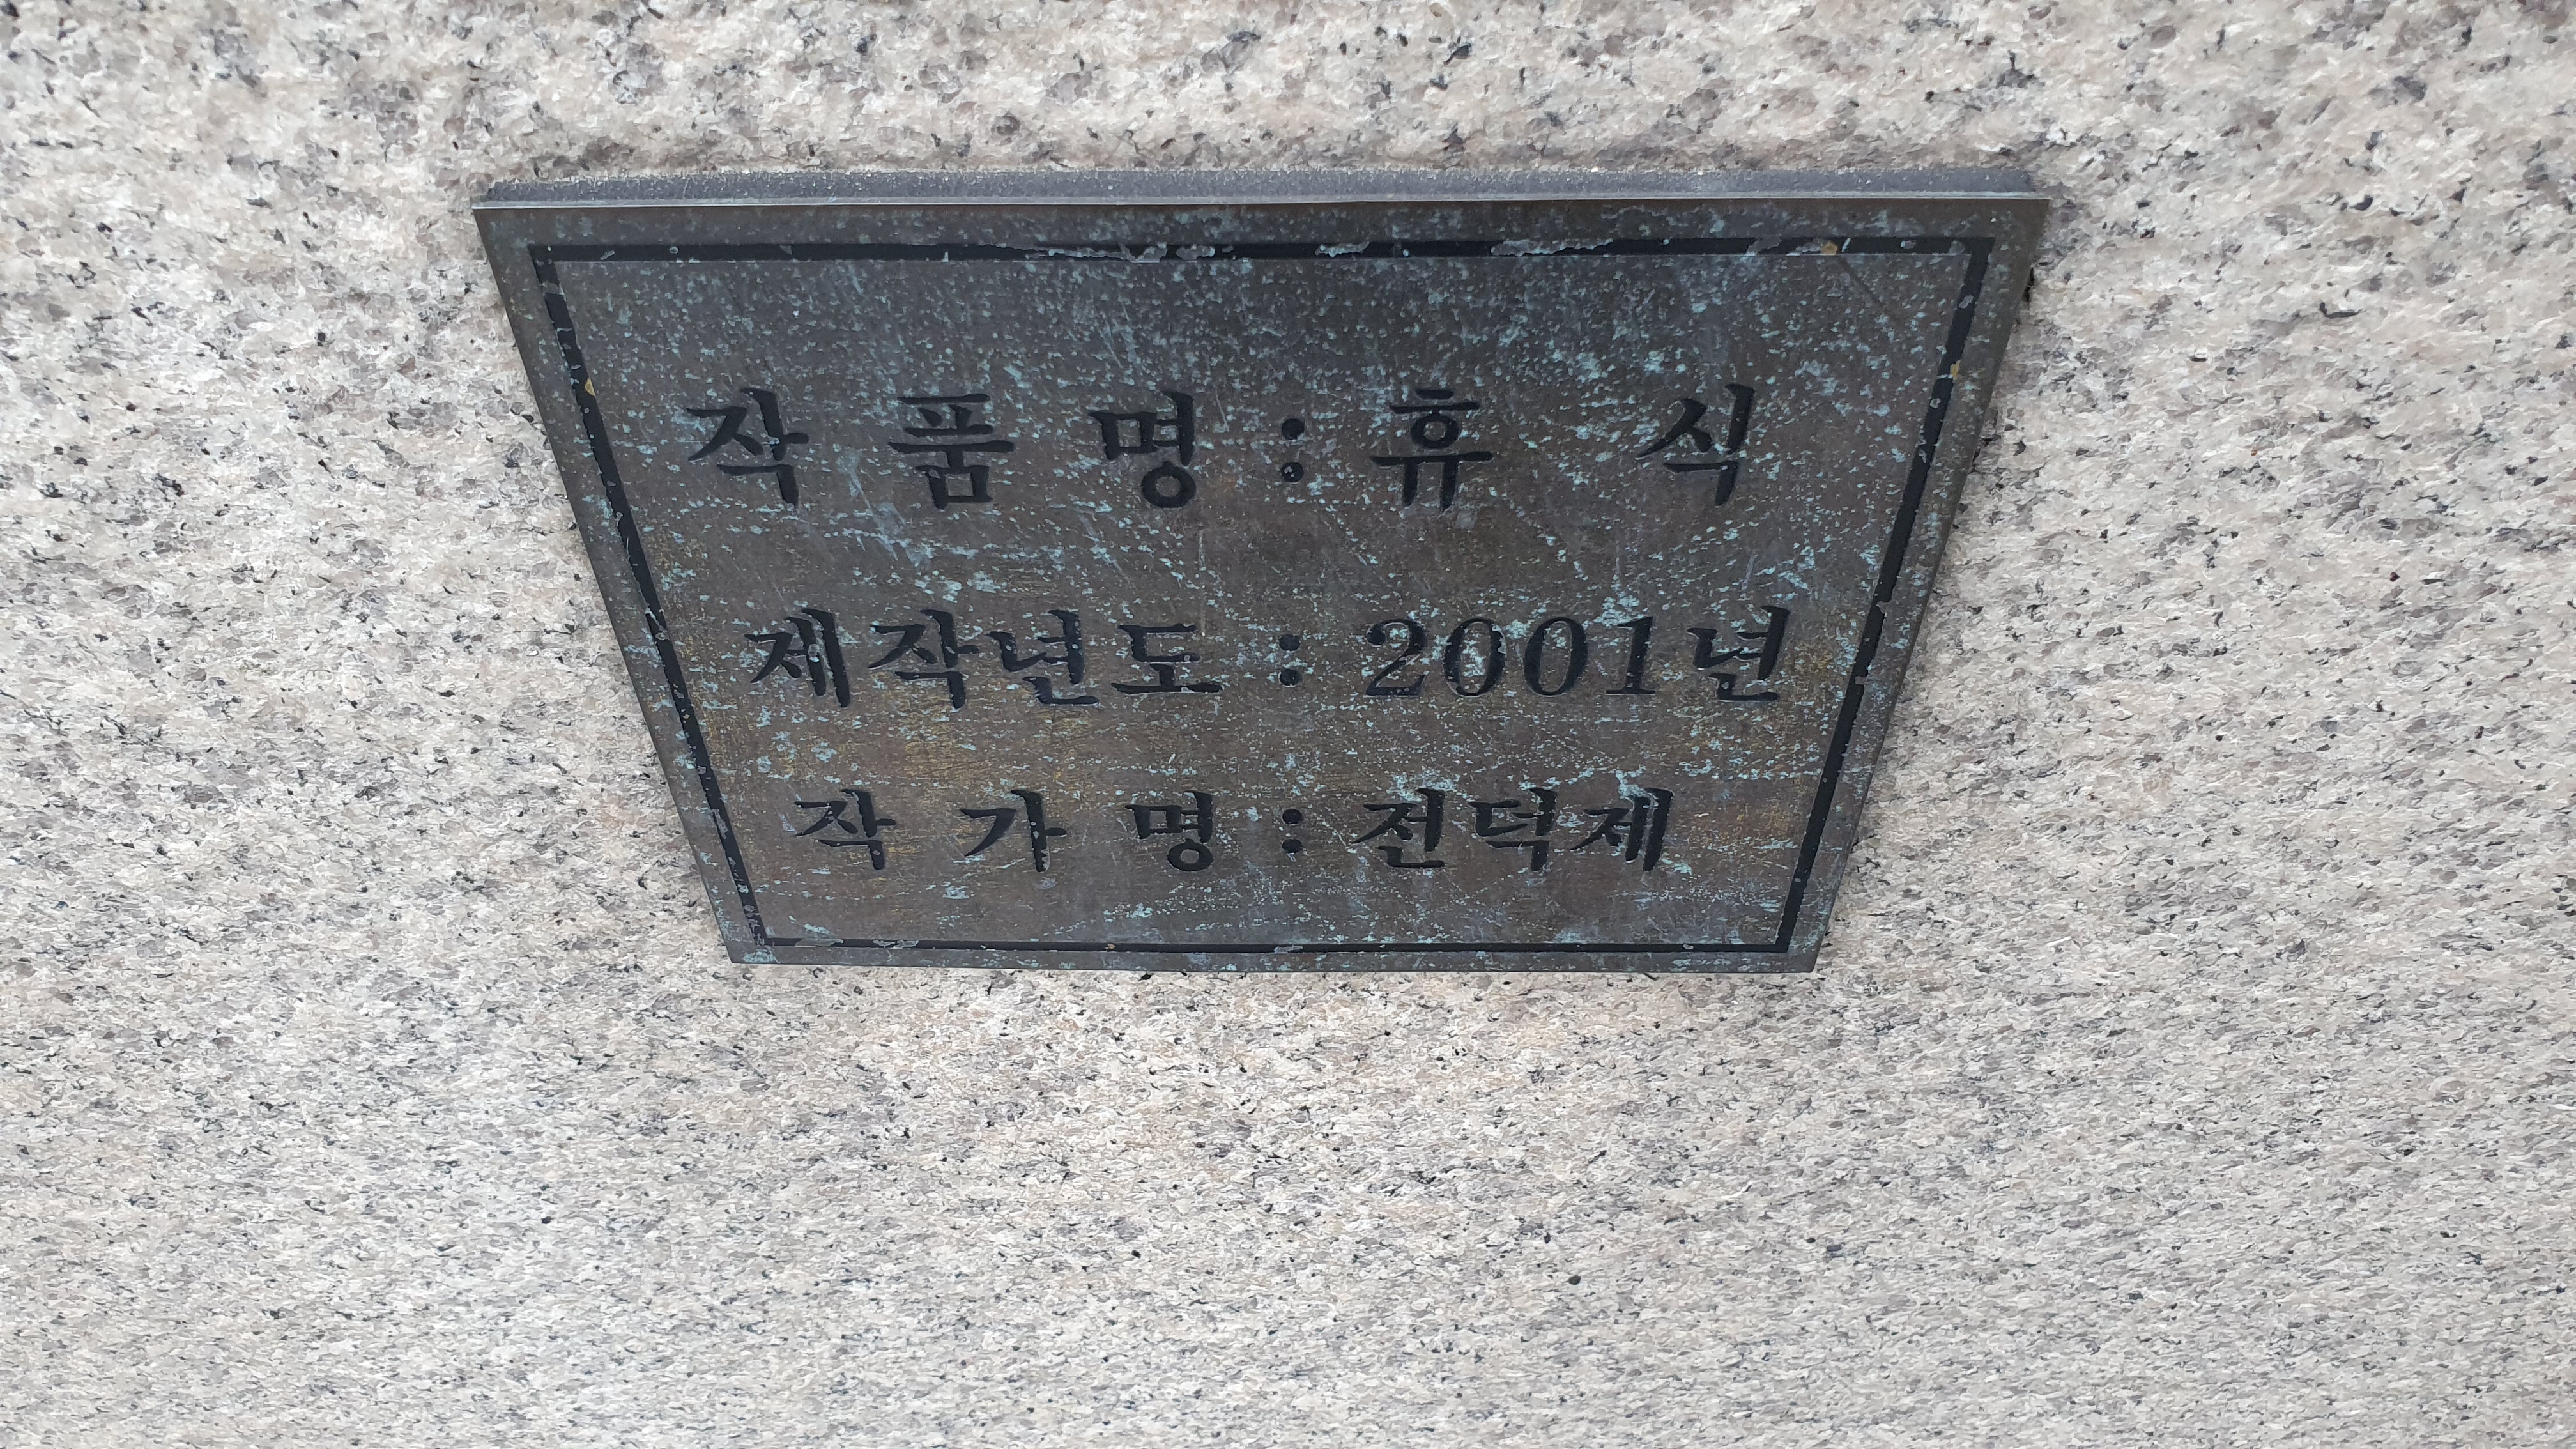 작 품 명 : 휴 식
제작년도 : 2001년
작 가 명 : 전덕제